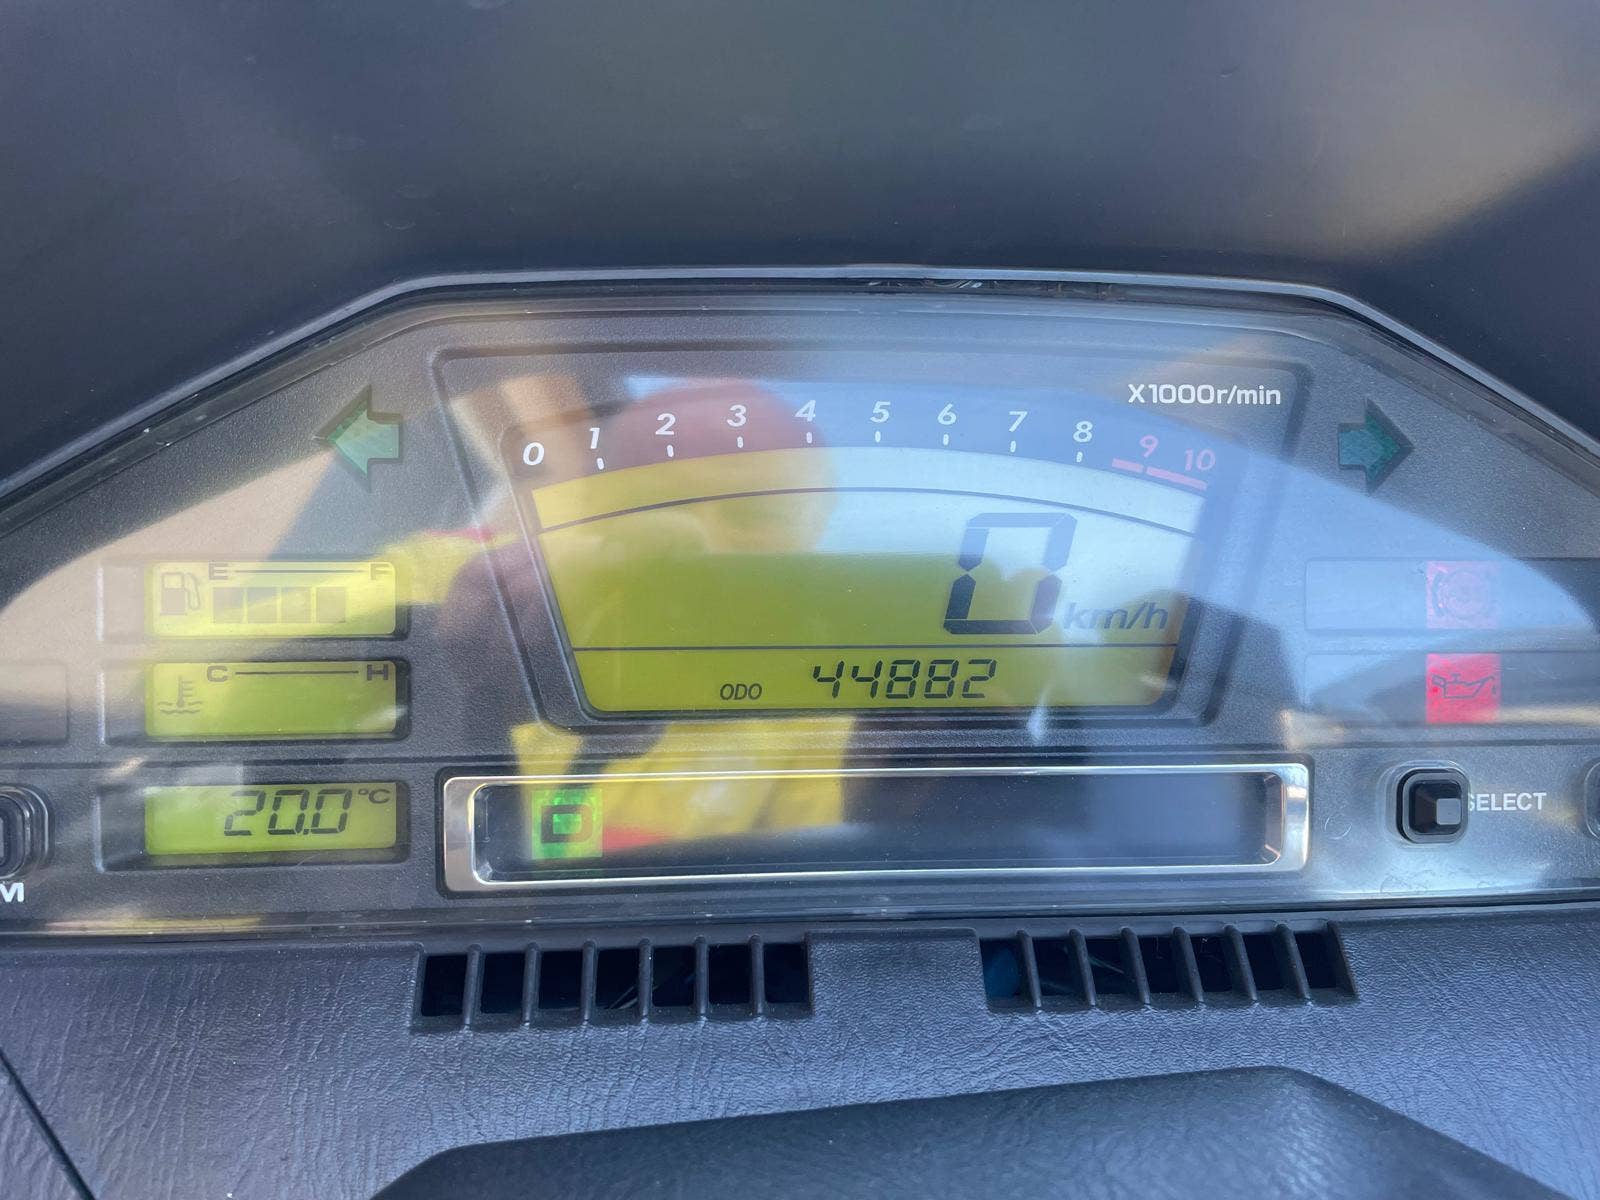 X1000r/min
0 1 2 3 4 5 6 7 8 9 10
E F
0 km/h
C H
ODO 44882
20.0°C
D
SELECT
M